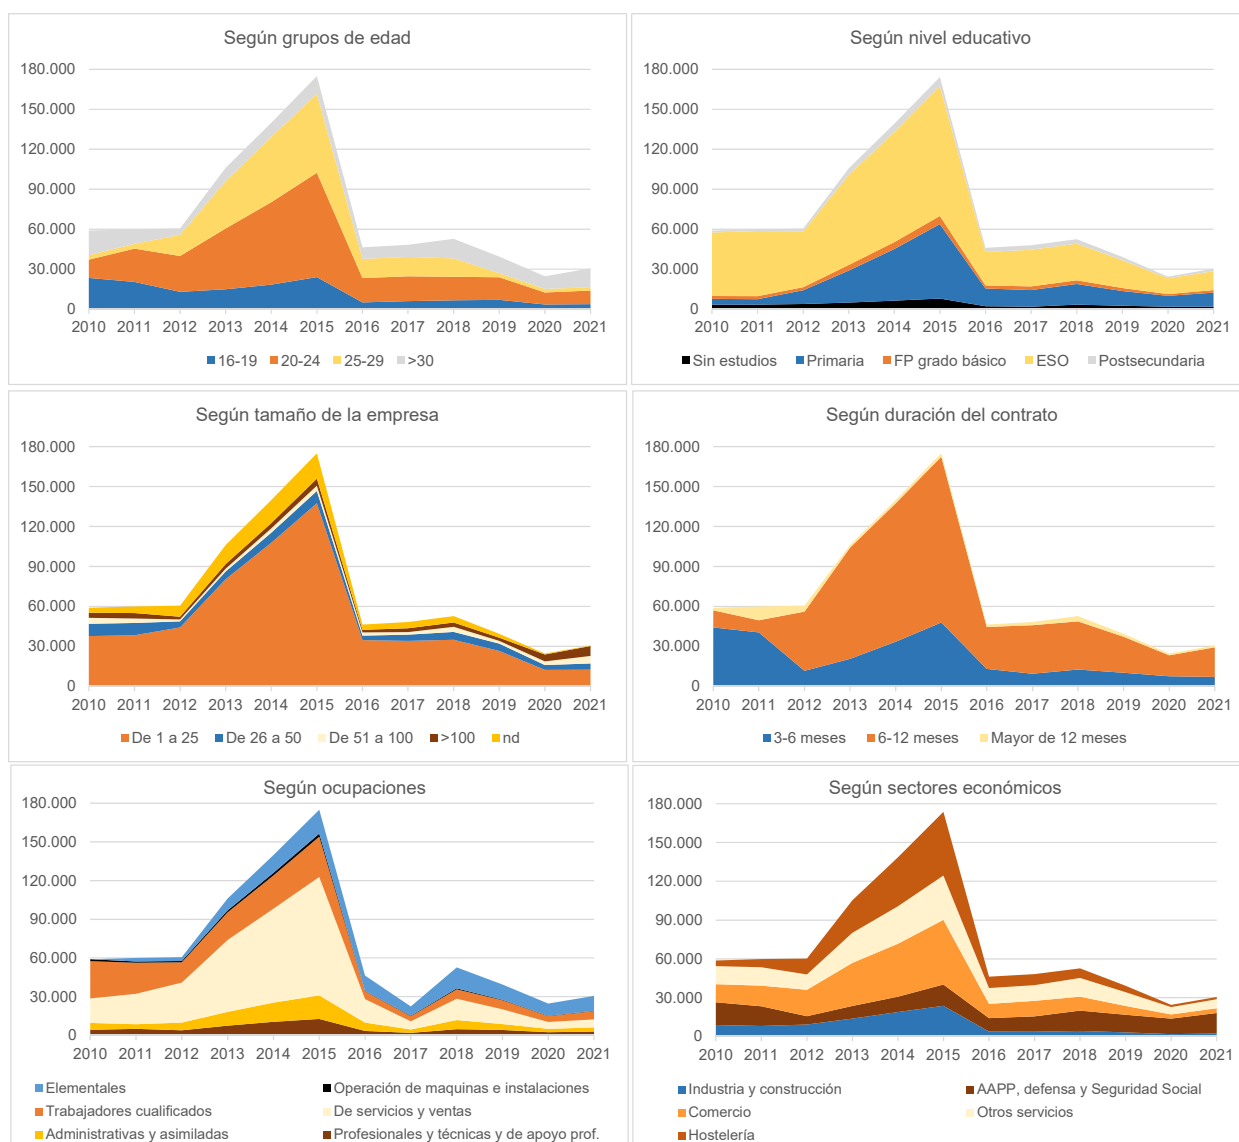 Según grupos de edad
180.000
150.000
120.000
90.000
60.000
30.000
0
2010 2011 2012 2013 2014 2015 2016 2017 2018 2019 2020 2021
16-19 20-24 25-29 >30
Según nivel educativo
180.000
150.000
120.000
90.000
60.000
30.000
0
2010 2011 2012 2013 2014 2015 2016 2017 2018 2019 2020 2021
Sin estudios Primaria FP grado básico ESO Postsecundaria
Según tamaño de la empresa
180.000
150.000
120.000
90.000
60.000
30.000
0
2010 2011 2012 2013 2014 2015 2016 2017 2018 2019 2020 2021
De 1 a 25 De 26 a 50 De 51 a 100 >100 nd
Según duración del contrato
180.000
150.000
120.000
90.000
60.000
30.000
0
2010 2011 2012 2013 2014 2015 2016 2017 2018 2019 2020 2021
3-6 meses 6-12 meses Mayor de 12 meses
Según ocupaciones
180.000
150.000
120.000
90.000
60.000
30.000
0
2010 2011 2012 2013 2014 2015 2016 2017 2018 2019 2020 2021
Elementales Operación de maquinas e instalaciones
Trabajadores cualificados De servicios y ventas
Administrativas y asimiladas Profesionales y técnicas y de apoyo prof.
Según sectores económicos
180.000
150.000
120.000
90.000
60.000
30.000
0
2010 2011 2012 2013 2014 2015 2016 2017 2018 2019 2020 2021
Industria y construcción AAPP, defensa y Seguridad Social
Comercio Otros servicios
Hostelería